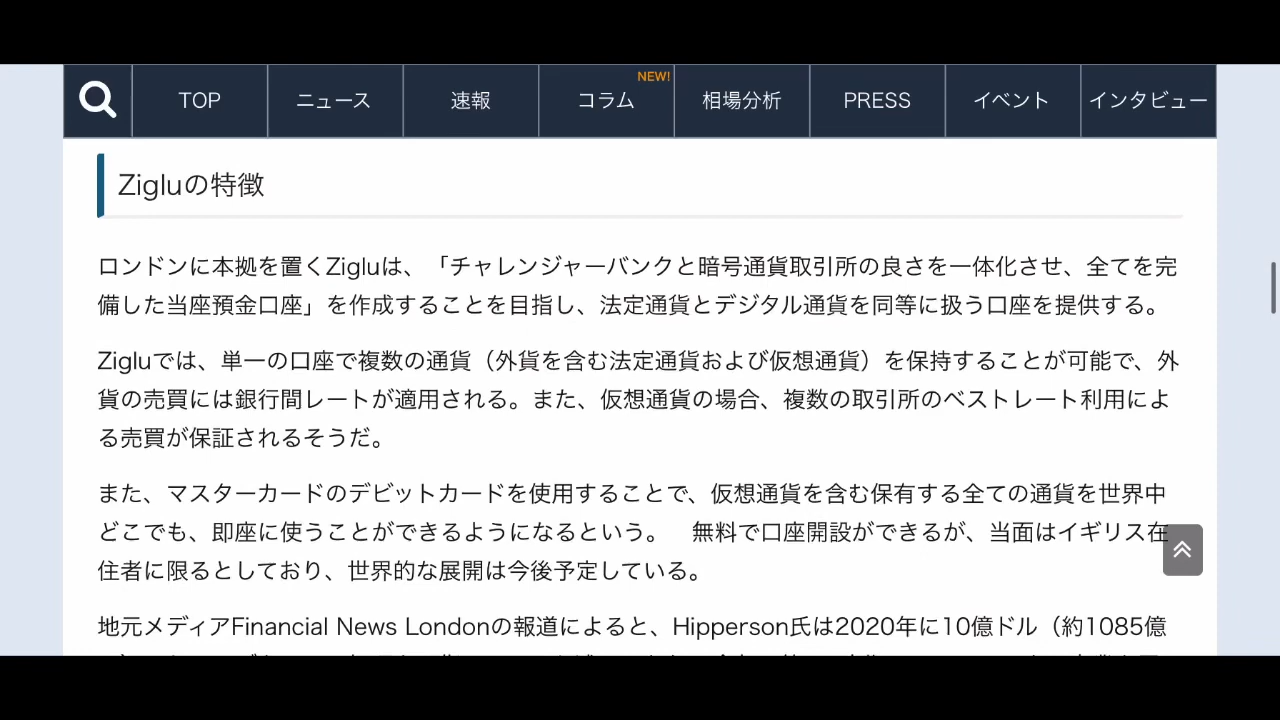 NEW!
TOP
ニュース
速報
コラム
相場分析
PRESS
イベント
インタビュー
Zigluの特徴
ロンドンに本拠を置くZigluは、「チャレンジャーバンクと暗号通貨取引所の良さを一体化させ、全てを完
備した当座預金口座」を作成することを目指し、法定通貨とデジタル通貨を同等に扱う口座を提供する。
Zigluでは、単一の口座で複数の通貨（外貨を含む法定通貨および仮想通貨）を保持することが可能で、外
貨の売買には銀行間レートが適用される。また、仮想通貨の場合、複数の取引所のベストレート利用によ
る売買が保証されるそうだ。
また、マスターカードのデビットカードを使用することで、仮想通貨を含む保有する全ての通貨を世界中
どこでも、即座に使うことができるようになるという。　無料で口座開設ができるが、当面はイギリス在
住者に限るとしており、世界的な展開は今後予定している。
地元メディアFinancial News Londonの報道によると、Hipperson氏は2020年に10億ドル（約1085億